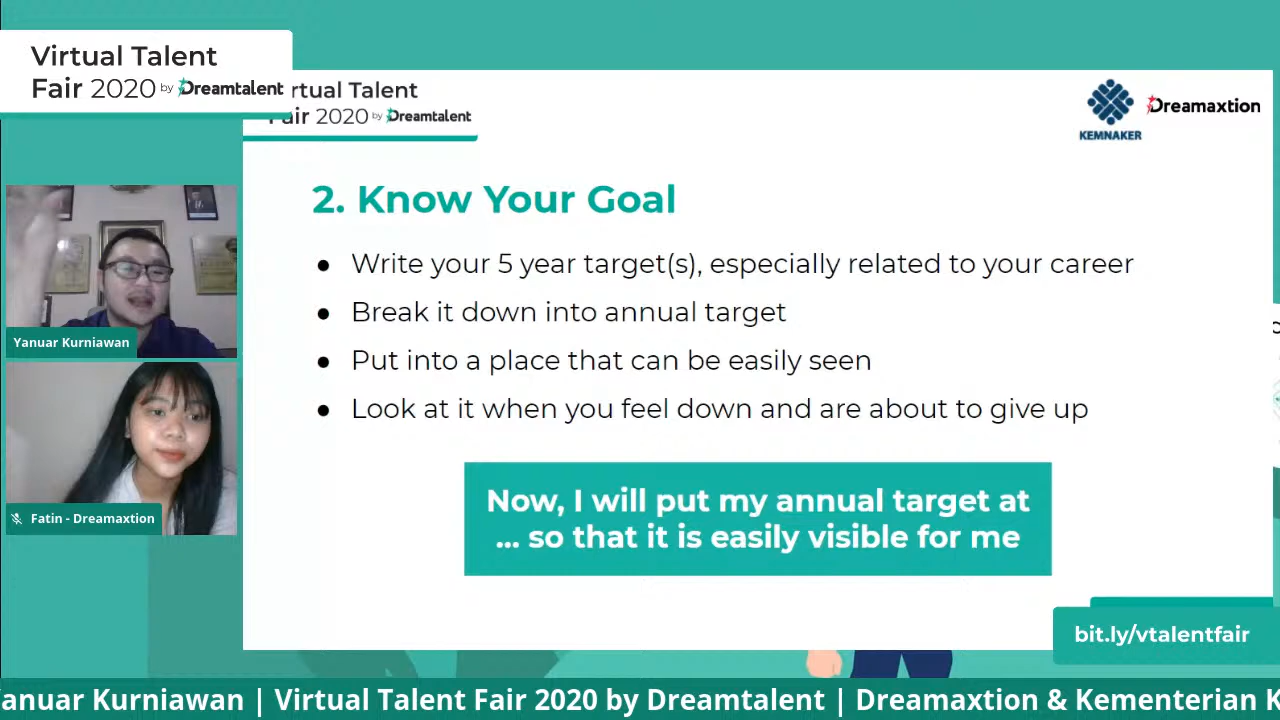 Virtual Talent
Fair 2020 by Dreamtalent
rtual Talent
Fair 2020 by Dreamtalent
KEMNAKER
Dreamaxtion
2. Know Your Goal
● Write your 5 year target(s), especially related to your career
● Break it down into annual target
● Put into a place that can be easily seen
● Look at it when you feel down and are about to give up
Now, I will put my annual target at
... so that it is easily visible for me
Yanuar Kurniawan
Fatin - Dreamaxtion
bit.ly/vtalentfair
Yanuar Kurniawan | Virtual Talent Fair 2020 by Dreamtalent | Dreamaxtion & Kementerian K